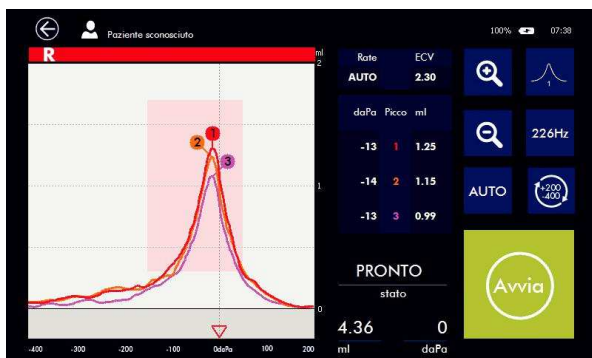 Paziente sconosciuto
100%
07:38
R
ml
2
1
0
1
2
3
-400
-300
-200
-100
0daPa
100
200
Rate ECV
AUTO 2.30
daPa Picco ml
-13 1 1.25
-14 2 1.15
-13 3 0.99
PRONTO
stato
4.36 0
ml daPa
1
226Hz
AUTO
+200
-400
Avvia